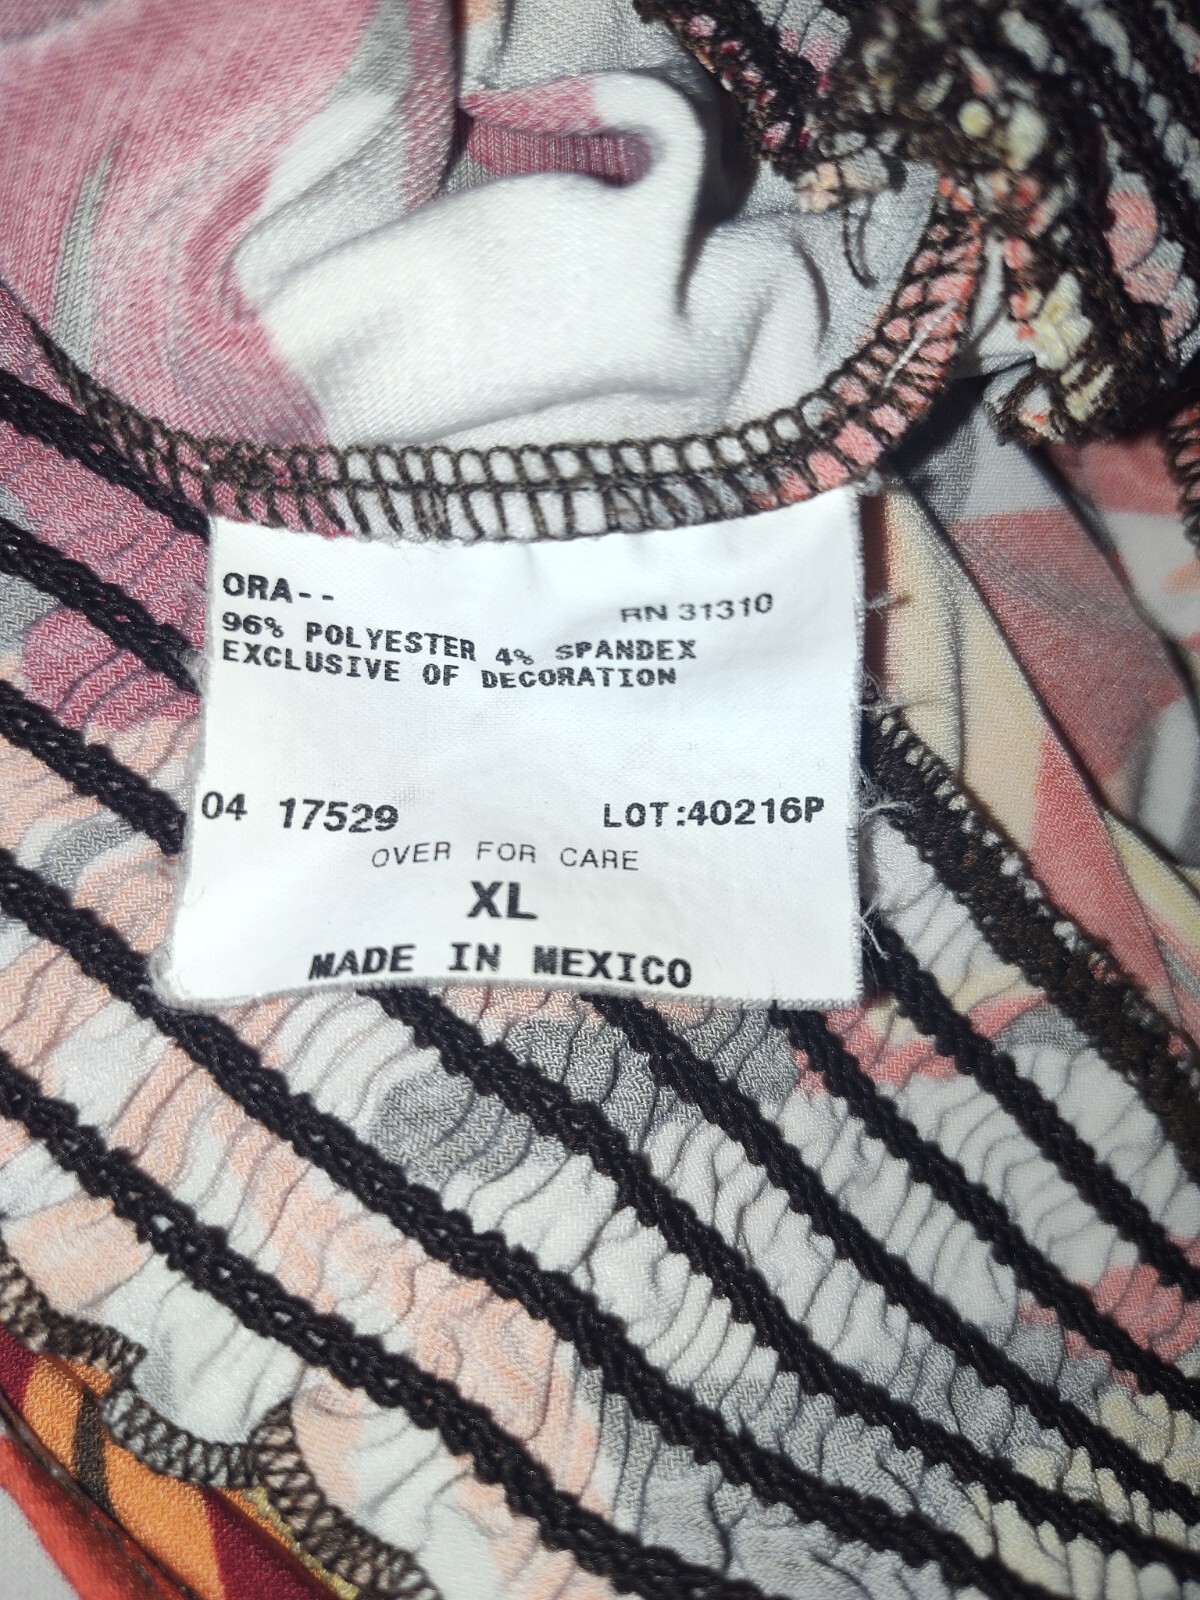 ORA--
RN 31310
96% POLYESTER 4% SPANDEX
EXCLUSIVE OF DECORATION
04 17529 LOT:40216P
OVER FOR CARE
XL
MADE IN MEXICO